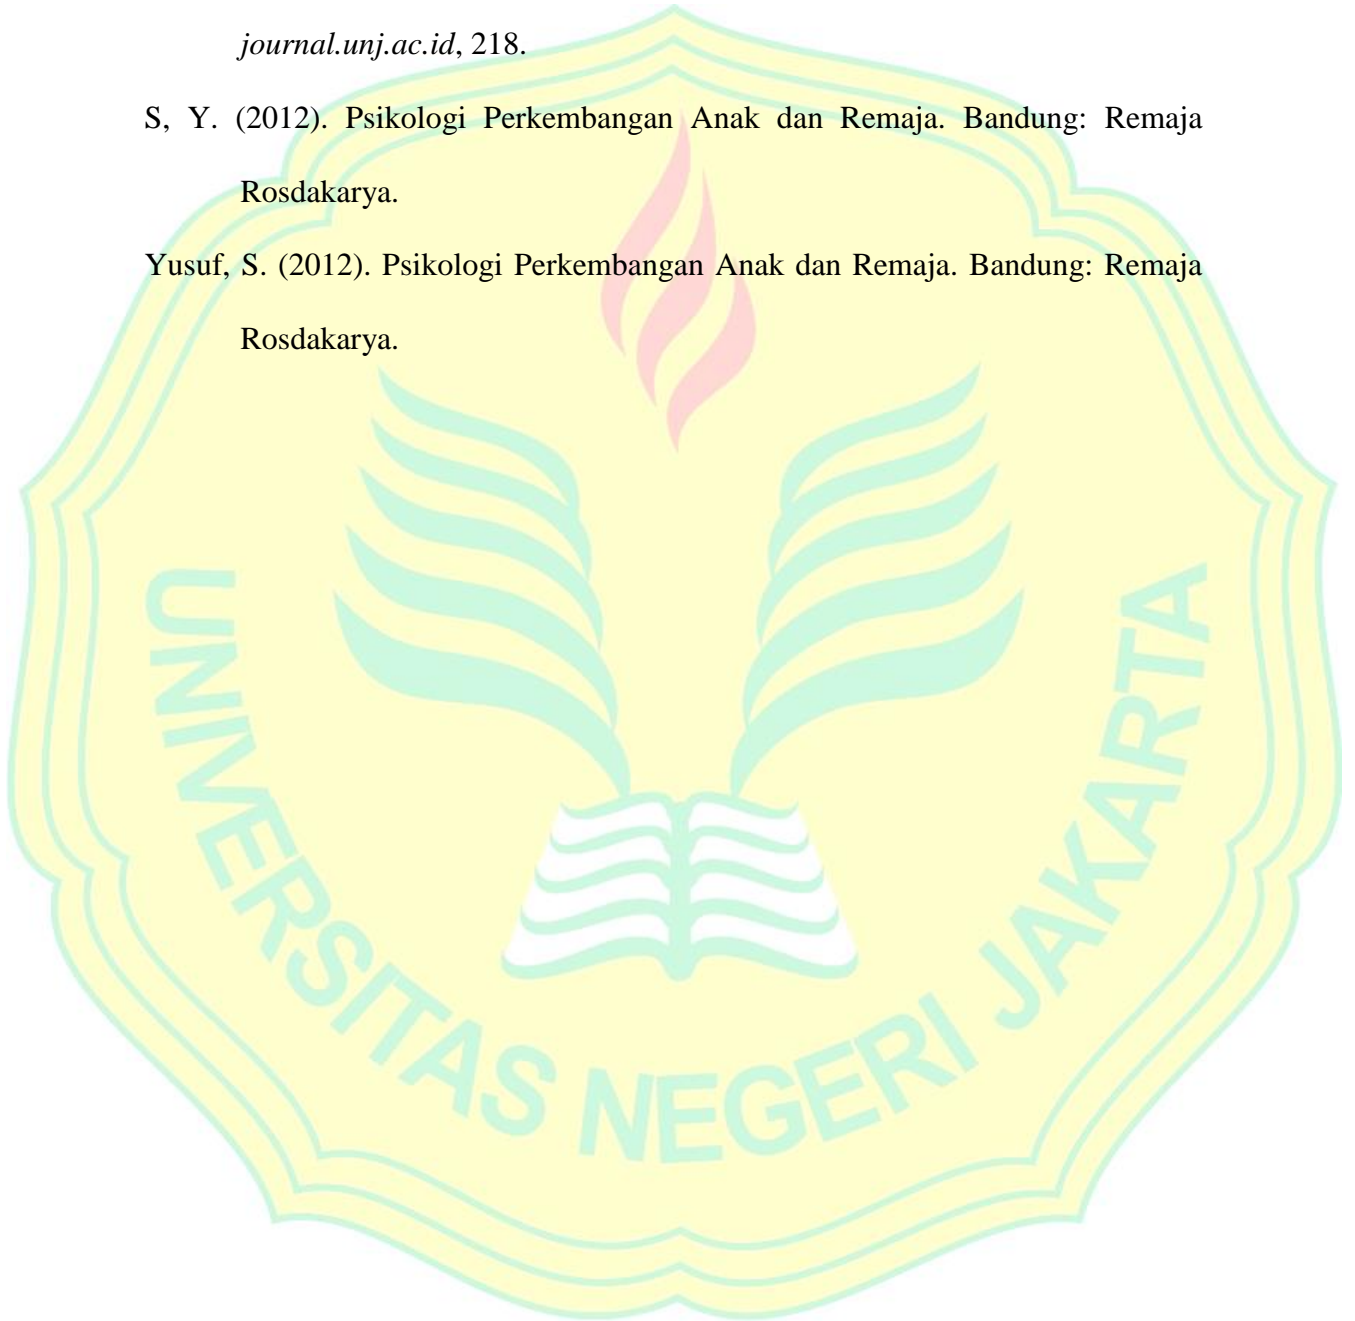 journal.unj.ac.id, 218.
S, Y. (2012). Psikologi Perkembangan Anak dan Remaja. Bandung: Remaja
Rosdakarya.
Yusuf, S. (2012). Psikologi Perkembangan Anak dan Remaja. Bandung: Remaja
Rosdakarya.
UNIVERSITAS NEGERI JAKARTA